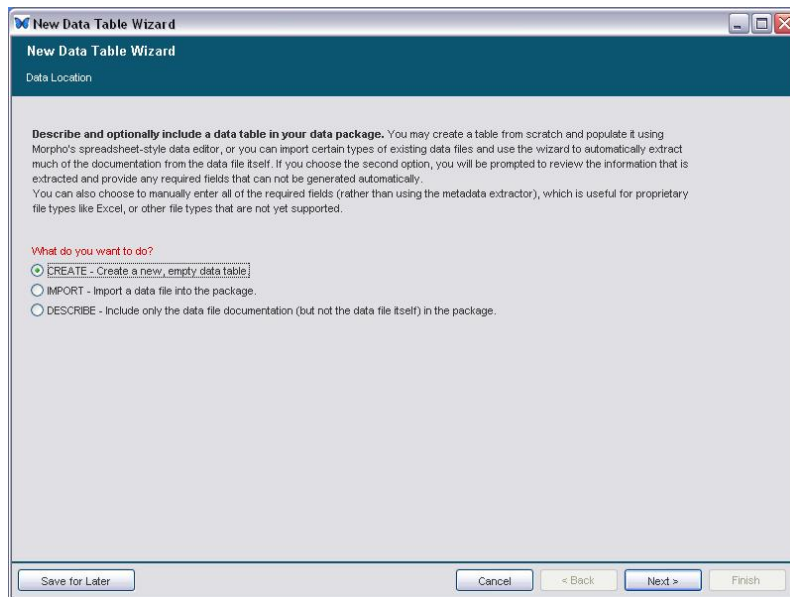 New Data Table Wizard
New Data Table Wizard
Data Location
Describe and optionally include a data table in your data package. You may create a table from scratch and populate it using
Morpho's spreadsheet-style data editor, or you can import certain types of existing data files and use the wizard to automatically extract
much of the documentation from the data file itself. If you choose the second option, you will be prompted to review the information that is
extracted and provide any required fields that can not be generated automatically.
You can also choose to manually enter all of the required fields (rather than using the metadata extractor), which is useful for proprietary
file types like Excel, or other file types that are not yet supported.
What do you want to do?
CREATE - Create a new, empty data table.
IMPORT - Import a data file into the package.
DESCRIBE - Include only the data file documentation (but not the data file itself) in the package.
Save for Later Cancel < Back Next > Finish